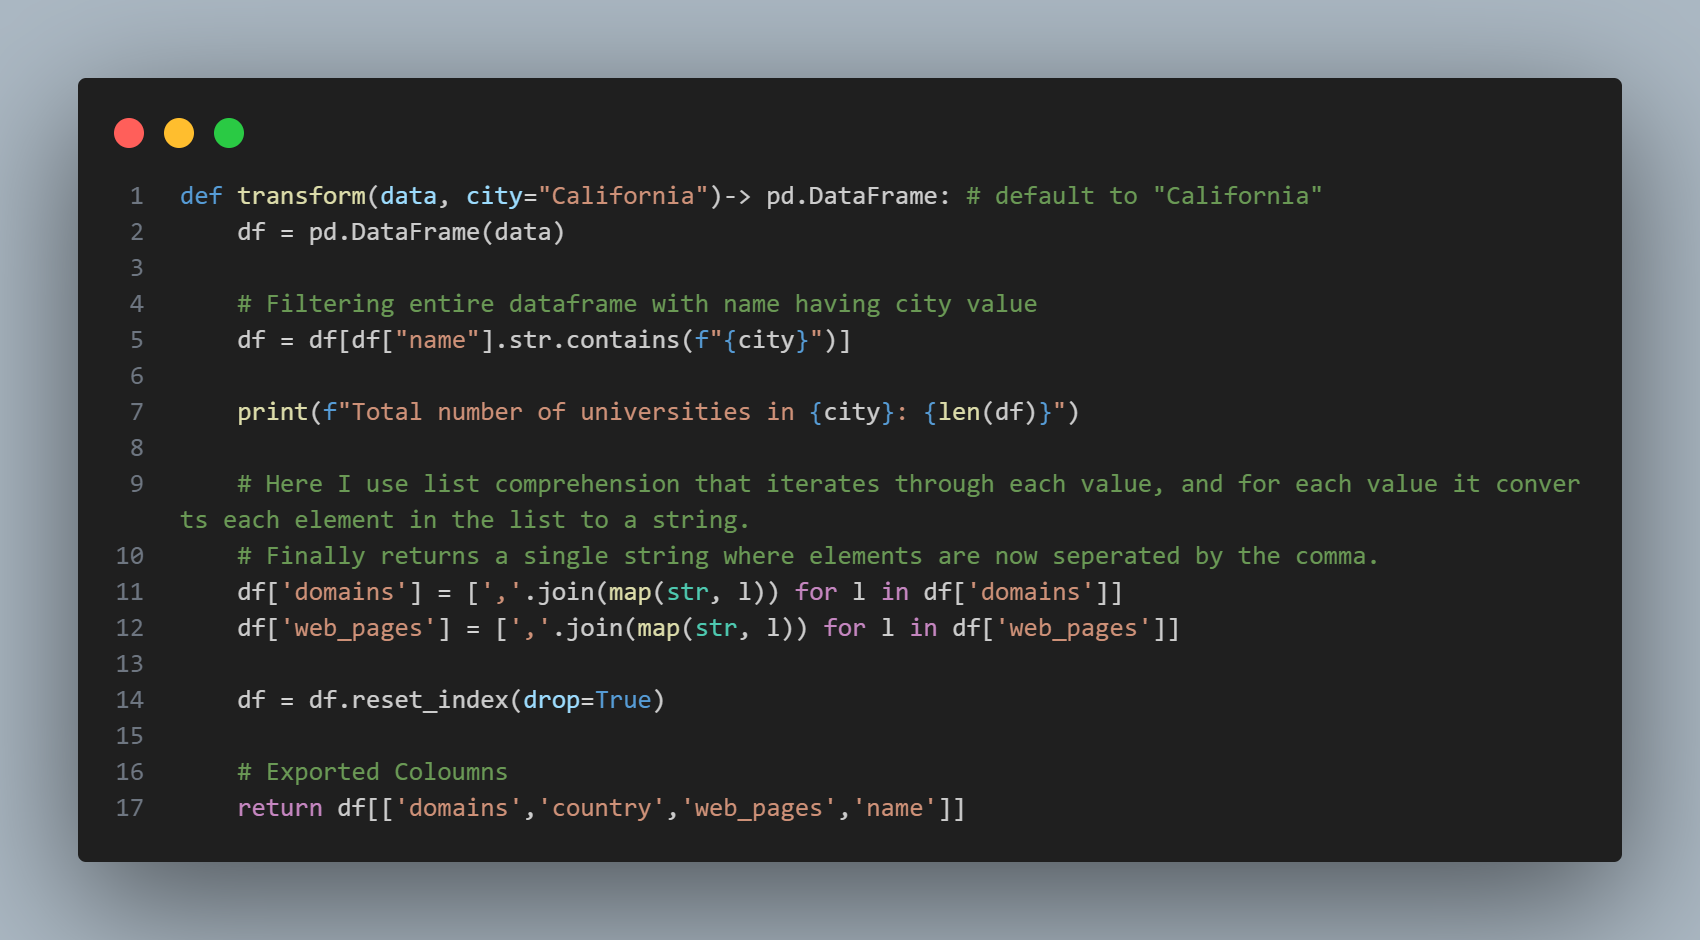 1 def transform(data, city="California")-> pd.DataFrame: # default to "California"
2     df = pd.DataFrame(data)
3
4     # Filtering entire dataframe with name having city value
5     df = df[df["name"].str.contains(f"{city}")]
6
7     print(f"Total number of universities in {city}: {len(df)}")
8
9     # Here I use list comprehension that iterates through each value, and for each value it conver
ts each element in the list to a string.
10     # Finally returns a single string where elements are now seperated by the comma.
11     df['domains'] = [','.join(map(str, l)) for l in df['domains']]
12     df['web_pages'] = [','.join(map(str, l)) for l in df['web_pages']]
13
14     df = df.reset_index(drop=True)
15
16     # Exported Coloumns
17     return df[['domains','country','web_pages','name']]